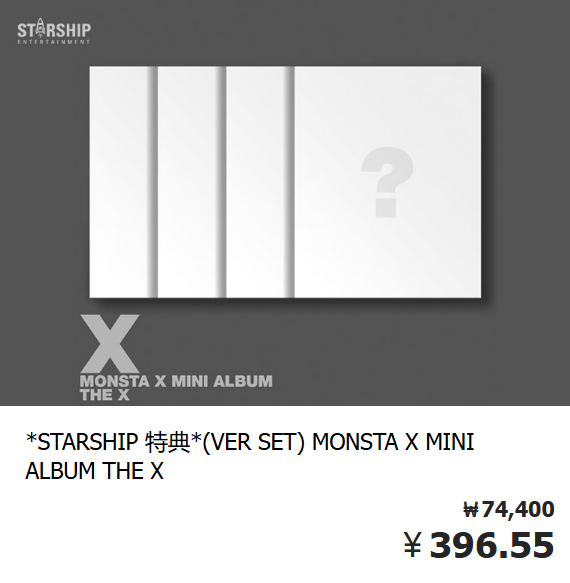 STARSHIP
ENTERTAINMENT
?
X
MONSTA X MINI ALBUM
THE X
*STARSHIP 特典*(VER SET) MONSTA X MINI
ALBUM THE X
₩74,400
¥396.55